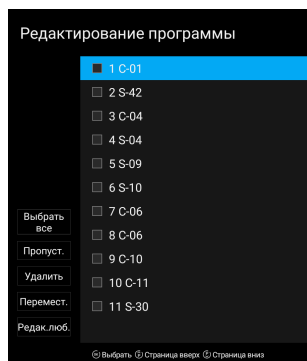 Редактирование программы
1 C-01
2 S-42
3 C-04
4 S-04
5 S-09
6 S-10
7 C-06
8 C-06
9 C-10
10 C-11
11 S-30
Выбрать
все
Пропуст.
Удалить
Перемест.
Редак.люб.
Выбрать Страница вверх Страница вниз